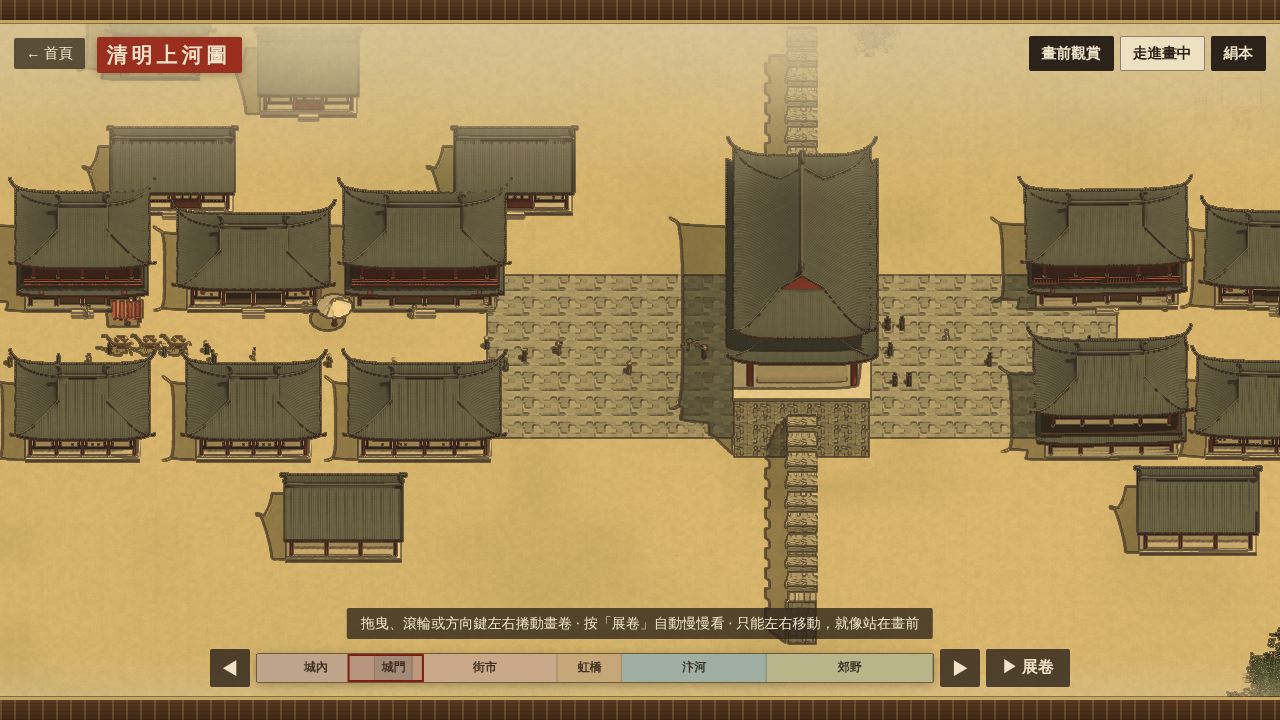 ← 首頁
清明上河圖
畫前觀賞
走進畫中
絹本
拖曳、滾輪或方向鍵左右捲動畫卷 · 按「展卷」自動慢慢看 · 只能左右移動，就像站在畫前
◀
城內
城門
街市
虹橋
汴河
郊野
▶
▶ 展卷